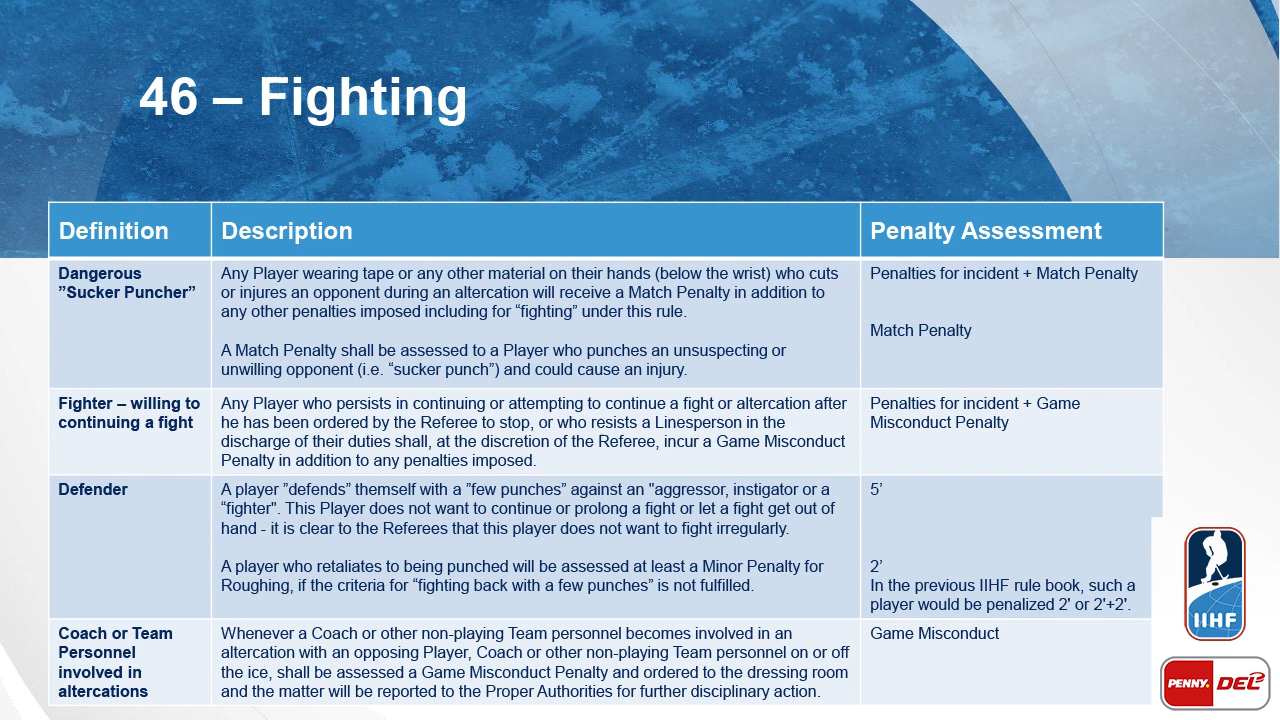 46 – Fighting
Definition
Description
Penalty Assessment
Dangerous
”Sucker Puncher”
Any Player wearing tape or any other material on their hands (below the wrist) who cuts
or injures an opponent during an altercation will receive a Match Penalty in addition to
any other penalties imposed including for “fighting” under this rule.
A Match Penalty shall be assessed to a Player who punches an unsuspecting or
unwilling opponent (i.e. “sucker punch”) and could cause an injury.
Penalties for incident + Match Penalty
Match Penalty
Fighter – willing to
continuing a fight
Any Player who persists in continuing or attempting to continue a fight or altercation after
he has been ordered by the Referee to stop, or who resists a Linesperson in the
discharge of their duties shall, at the discretion of the Referee, incur a Game Misconduct
Penalty in addition to any penalties imposed.
Penalties for incident + Game
Misconduct Penalty
Defender
A player ”defends” themself with a ”few punches” against an "aggressor, instigator or a
“fighter". This Player does not want to continue or prolong a fight or let a fight get out of
hand - it is clear to the Referees that this player does not want to fight irregularly.
A player who retaliates to being punched will be assessed at least a Minor Penalty for
Roughing, if the criteria for “fighting back with a few punches” is not fulfilled.
5’
2’
In the previous IIHF rule book, such a
player would be penalized 2' or 2'+2'.
Coach or Team
Personnel
involved in
altercations
Whenever a Coach or other non-playing Team personnel becomes involved in an
altercation with an opposing Player, Coach or other non-playing Team personnel on or off
the ice, shall be assessed a Game Misconduct Penalty and ordered to the dressing room
and the matter will be reported to the Proper Authorities for further disciplinary action.
Game Misconduct
IIHF
PENNY. DEL